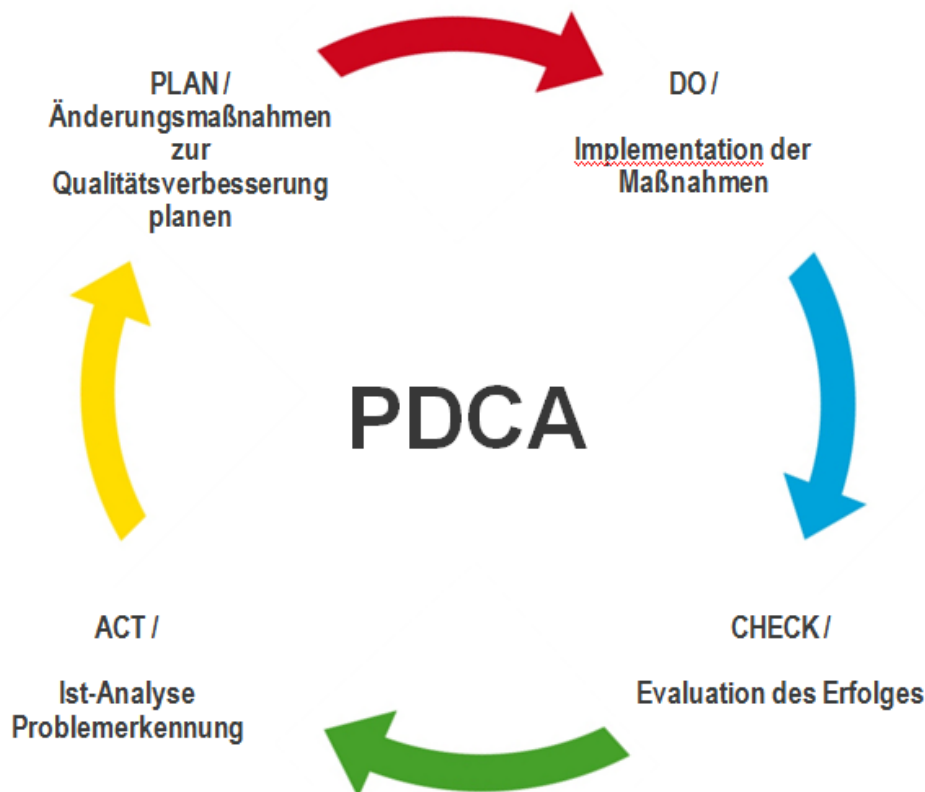 PLAN /
Änderungsmaßnahmen
zur
Qualitätsverbesserung
planen
DO /
Implementation der
Maßnahmen
PDCA
ACT /
Ist-Analyse
Problemerkennung
CHECK /
Evaluation des Erfolges